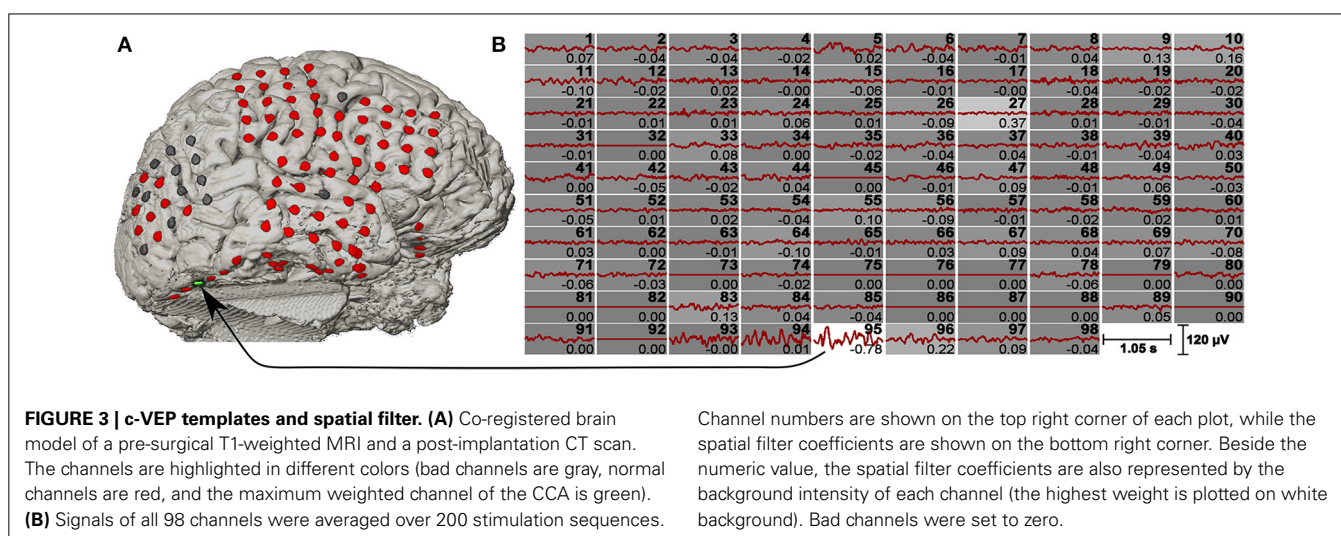 A
B
1 2 3 4 5 6 7 8 9 10
0.07 -0.04 -0.04 -0.02 0.02 -0.04 -0.01 0.04 0.13 0.16
11 12 13 14 15 16 17 18 19 20
-0.10 -0.02 0.02 -0.00 -0.06 -0.01 -0.00 -0.04 -0.02 -0.02
21 22 23 24 25 26 27 28 29 30
-0.01 0.01 0.01 0.06 0.01 -0.09 0.37 0.01 -0.01 -0.04
31 32 33 34 35 36 37 38 39 40
-0.01 0.00 0.08 0.00 -0.02 -0.04 0.04 -0.01 -0.04 0.03
41 42 43 44 45 46 47 48 49 50
0.00 -0.05 -0.02 0.04 0.00 -0.01 0.09 -0.01 0.06 -0.03
51 52 53 54 55 56 57 58 59 60
-0.05 0.01 0.02 -0.04 0.10 -0.09 -0.01 -0.02 0.02 0.01
61 62 63 64 65 66 67 68 69 70
0.03 0.00 -0.01 -0.10 -0.01 0.03 0.09 0.04 0.07 -0.08
71 72 73 74 75 76 77 78 79 80
-0.06 -0.03 0.00 -0.02 0.00 0.00 0.00 -0.06 0.00 0.00
81 82 83 84 85 86 87 88 89 90
0.00 0.00 0.13 0.04 -0.04 0.00 0.00 0.00 0.05 0.00
91 92 93 94 95 96 97 98
0.00 0.00 -0.00 0.01 -0.78 0.22 0.09 -0.04
1.05 s
120 µV
FIGURE 3 | c-VEP templates and spatial filter. (A) Co-registered brain
model of a pre-surgical T1-weighted MRI and a post-implantation CT scan.
The channels are highlighted in different colors (bad channels are gray, normal
channels are red, and the maximum weighted channel of the CCA is green).
(B) Signals of all 98 channels were averaged over 200 stimulation sequences.
Channel numbers are shown on the top right corner of each plot, while the
spatial filter coefficients are shown on the bottom right corner. Beside the
numeric value, the spatial filter coefficients are also represented by the
background intensity of each channel (the highest weight is plotted on white
background). Bad channels were set to zero.